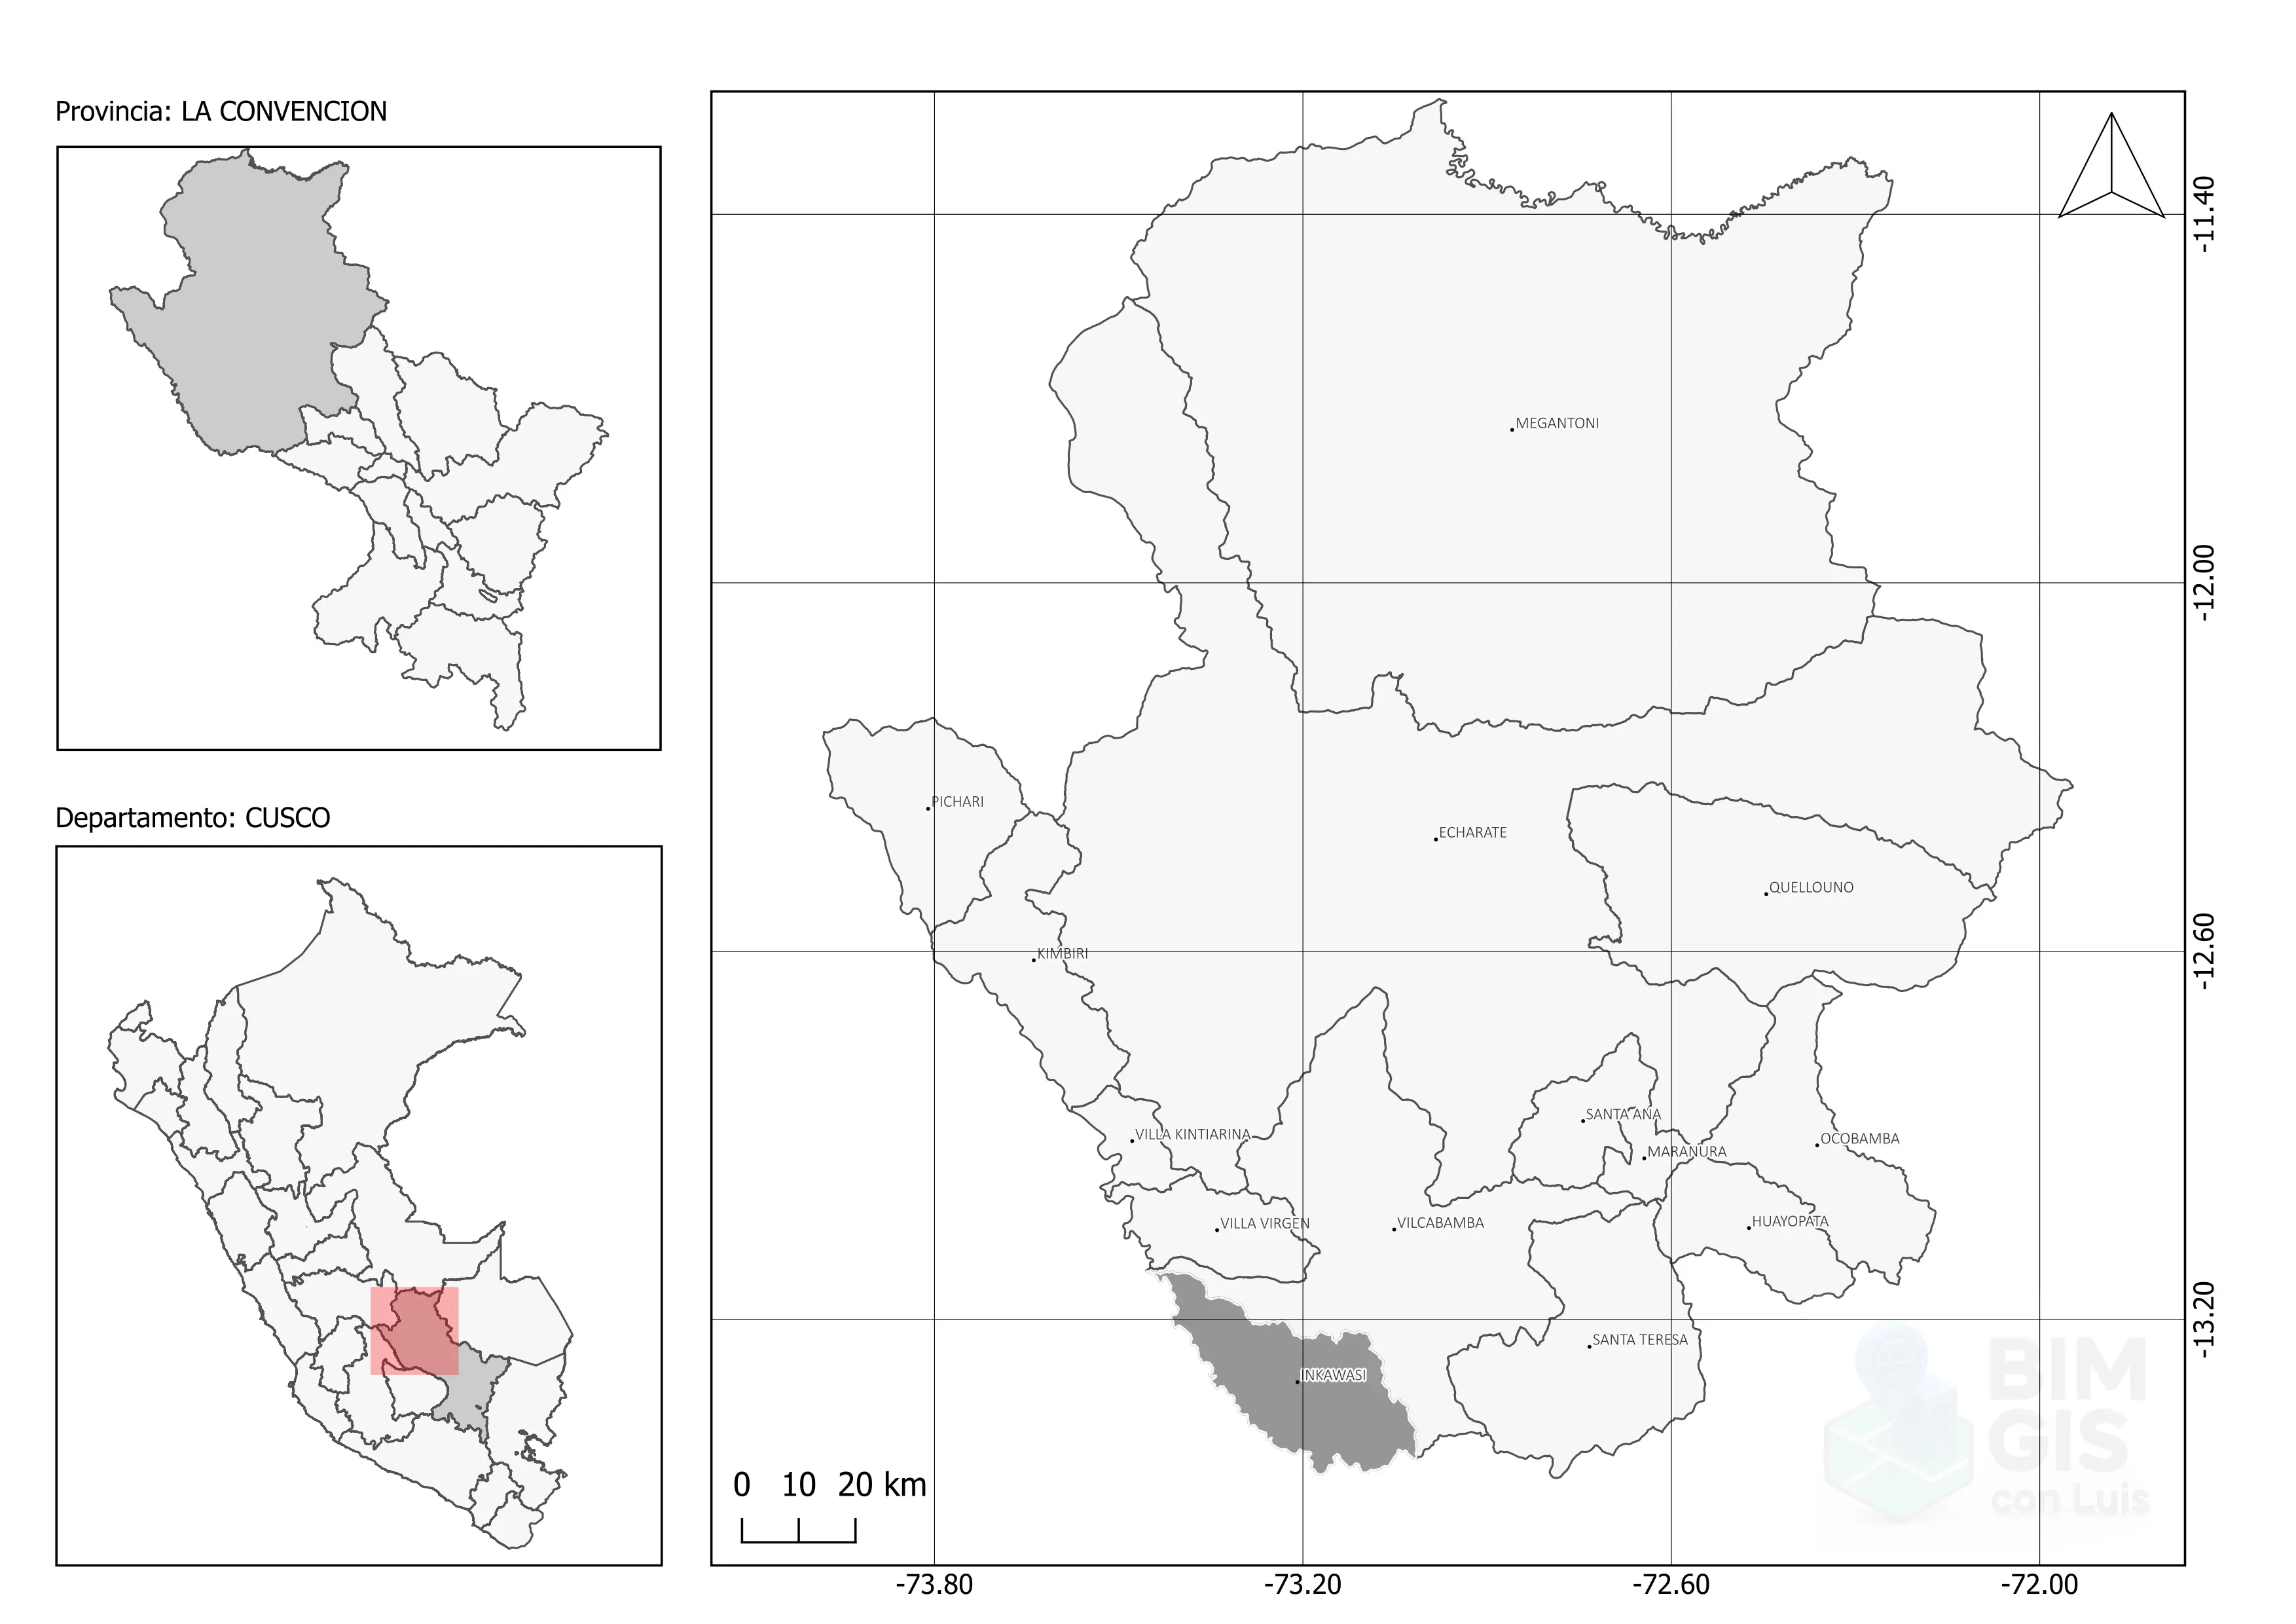 Provincia: LA CONVENCION
Departamento: CUSCO
MEGANTONI
PICHARI
ECHARATE
QUELLOUNO
KIMBIRI
SANTA ANA
VILLA KINTIARINA
OCOBAMBA
MARANURA
HUAYOPATA
VILLA VIRGEN
VILCABAMBA
SANTA TERESA
INKAWASI
-11.40
-12.00
-12.60
-13.20
0 10 20 km
BIM
GIS
con Luis
-73.80 -73.20 -72.60 -72.00